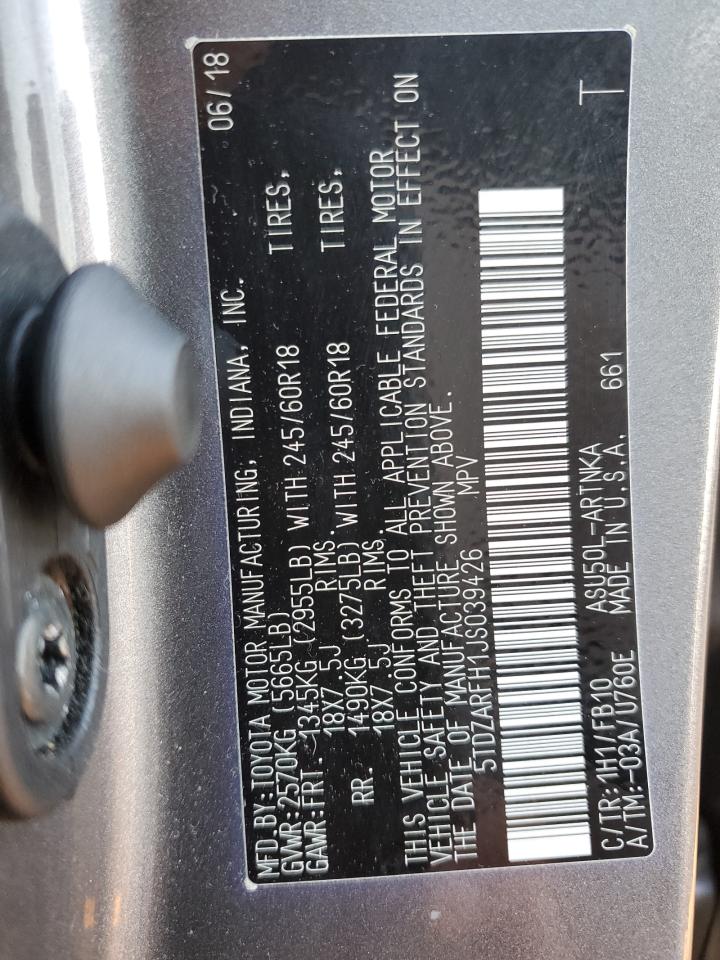 MFD.BY:TOYOTA MOTOR MANUFACTURING, INDIANA, INC. 06/18
GVWR:2570KG (5665LB)
GAWR:FRT. 1345KG (2955LB) WITH 245/60R18 TIRES,
18X7.5J RIMS.
RR. 1490KG (3275LB) WITH 245/60R18 TIRES,
18X7.5J RIMS
THIS VEHICLE CONFORMS TO ALL APPLICABLE FEDERAL MOTOR
VEHICLE SAFETY AND THEFT PREVENTION STANDARDS IN EFFECT ON
THE DATE OF MANUFACTURE SHOWN ABOVE.
5TDZARFH1JS039426 MPV
C/TR:1H1/FB10 ASU50L-ARTNKA 661 T
A/TM:-03A/U760E MADE IN U.S.A.